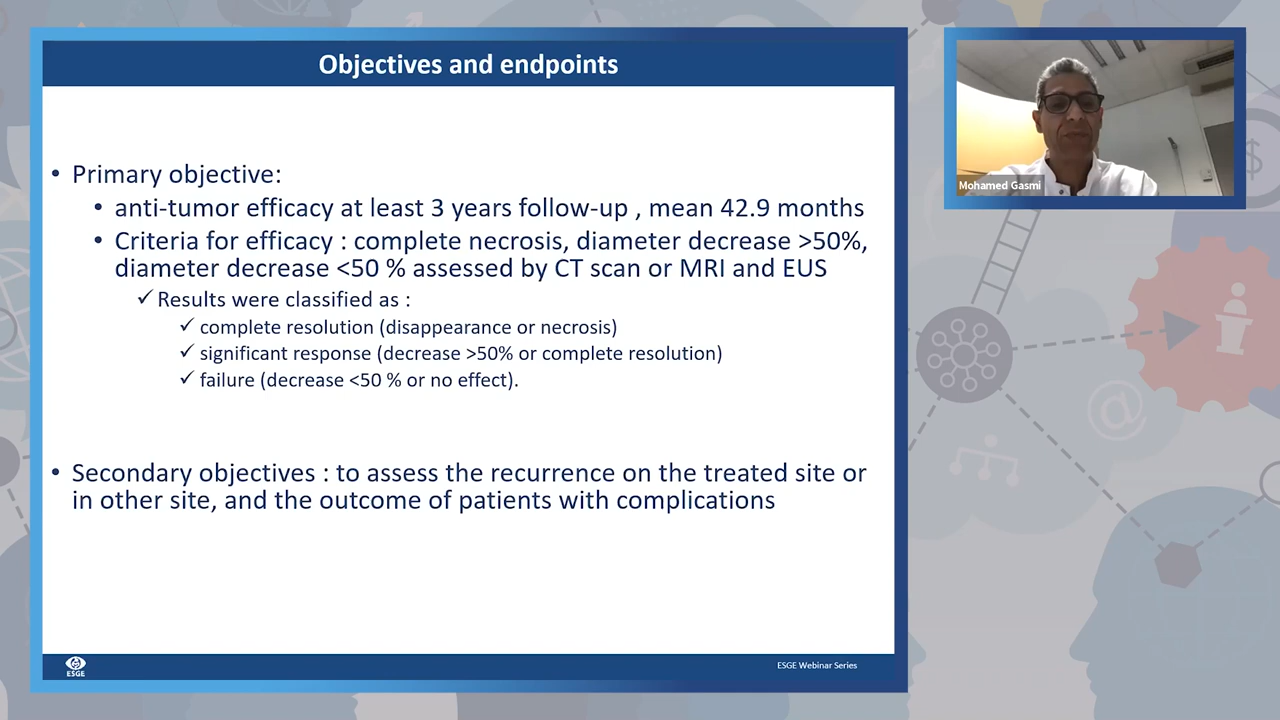 Objectives and endpoints
• Primary objective:
• anti-tumor efficacy at least 3 years follow-up , mean 42.9 months
• Criteria for efficacy : complete necrosis, diameter decrease >50%,
diameter decrease <50 % assessed by CT scan or MRI and EUS
✓ Results were classified as :
✓ complete resolution (disappearance or necrosis)
✓ significant response (decrease >50% or complete resolution)
✓ failure (decrease <50 % or no effect).
• Secondary objectives : to assess the recurrence on the treated site or
in other site, and the outcome of patients with complications
ESGE
ESGE Webinar Series
Mohamed Gasmi